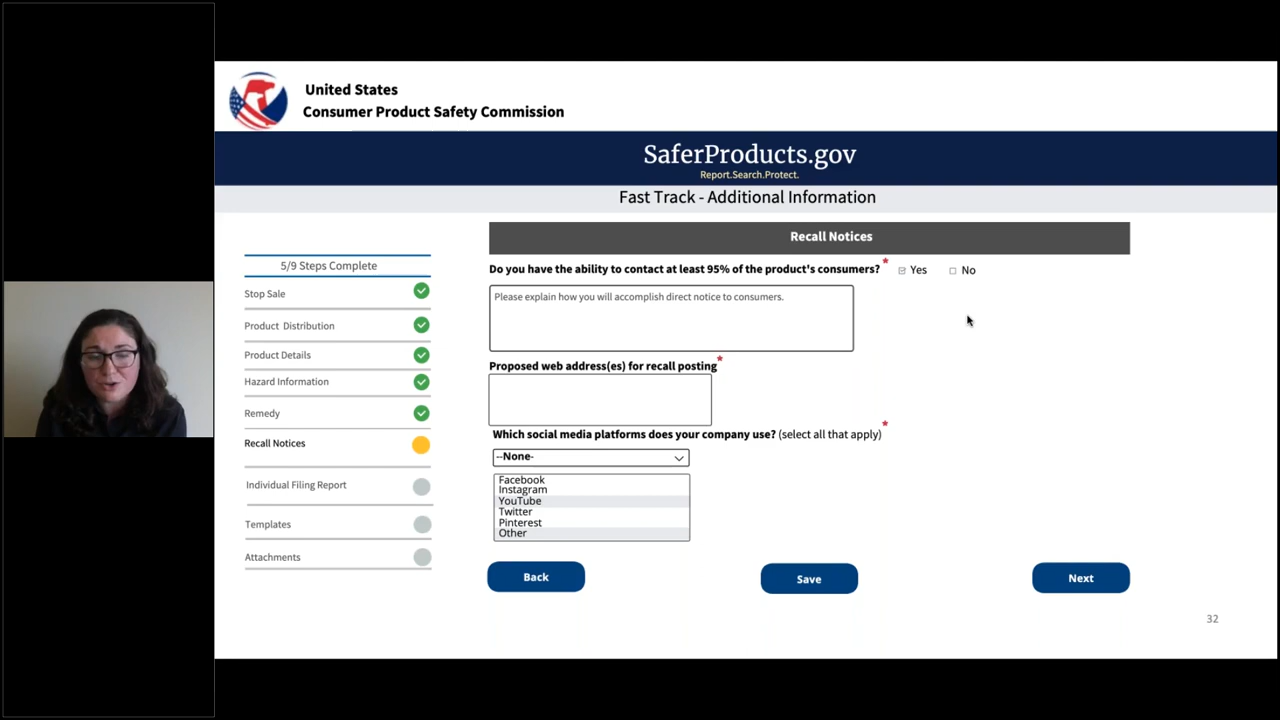 United States
Consumer Product Safety Commission
SaferProducts.gov
Report.Search.Protect.
Fast Track - Additional Information
5/9 Steps Complete
Stop Sale
Product Distribution
Product Details
Hazard Information
Remedy
Recall Notices
Individual Filing Report
Templates
Attachments
Recall Notices
Do you have the ability to contact at least 95% of the product's consumers? * Yes No
Please explain how you will accomplish direct notice to consumers.
Proposed web address(es) for recall posting *
Which social media platforms does your company use? (select all that apply) *
--None-
Facebook
Instagram
YouTube
Twitter
Pinterest
Other
Back Save Next
32